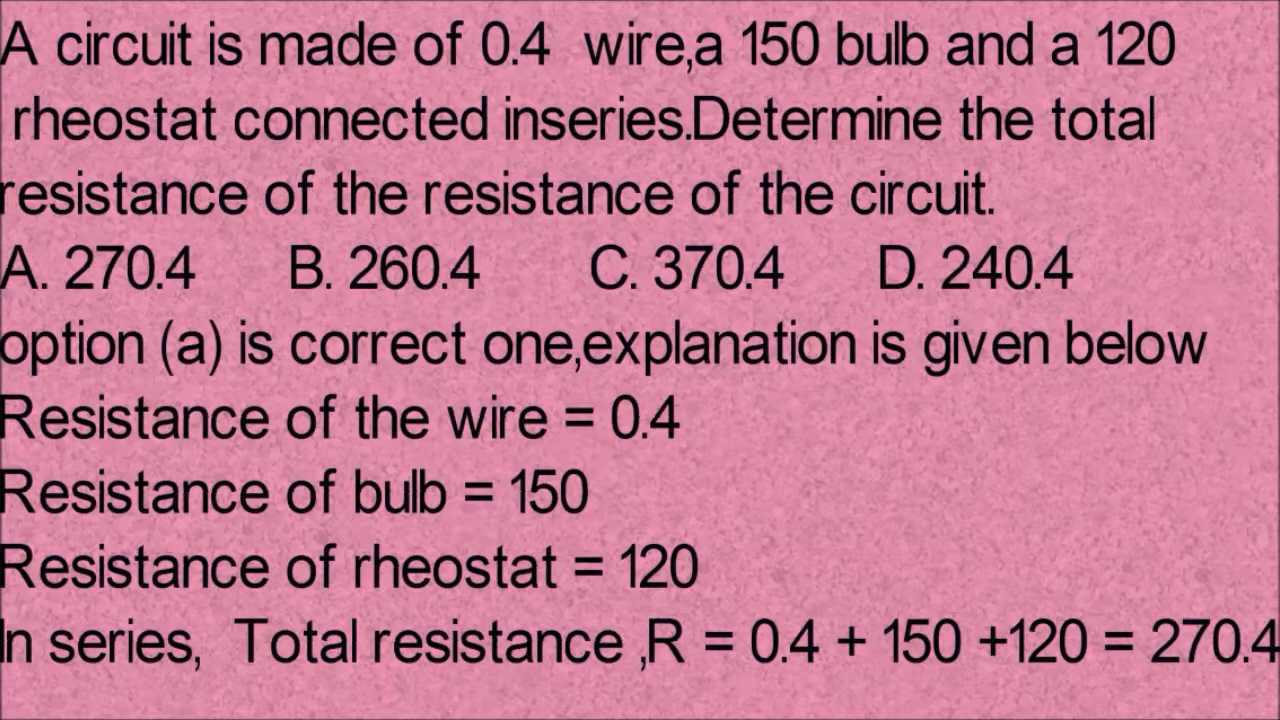 A circuit is made of 0.4 wire,a 150 bulb and a 120
rheostat connected inseries.Determine the total
resistance of the resistance of the circuit.
A. 270.4 B. 260.4 C. 370.4 D. 240.4
option (a) is correct one,explanation is given below
Resistance of the wire = 0.4
Resistance of bulb = 150
Resistance of rheostat = 120
In series, Total resistance ,R = 0.4 + 150 +120 = 270.4